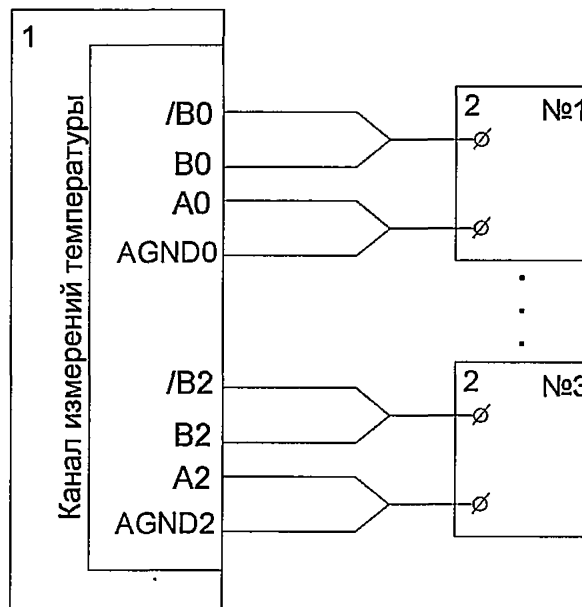 1
Канал измерений температуры
/B0
B0
A0
AGND0
2 №1
/B2
B2
A2
AGND2
2 №3